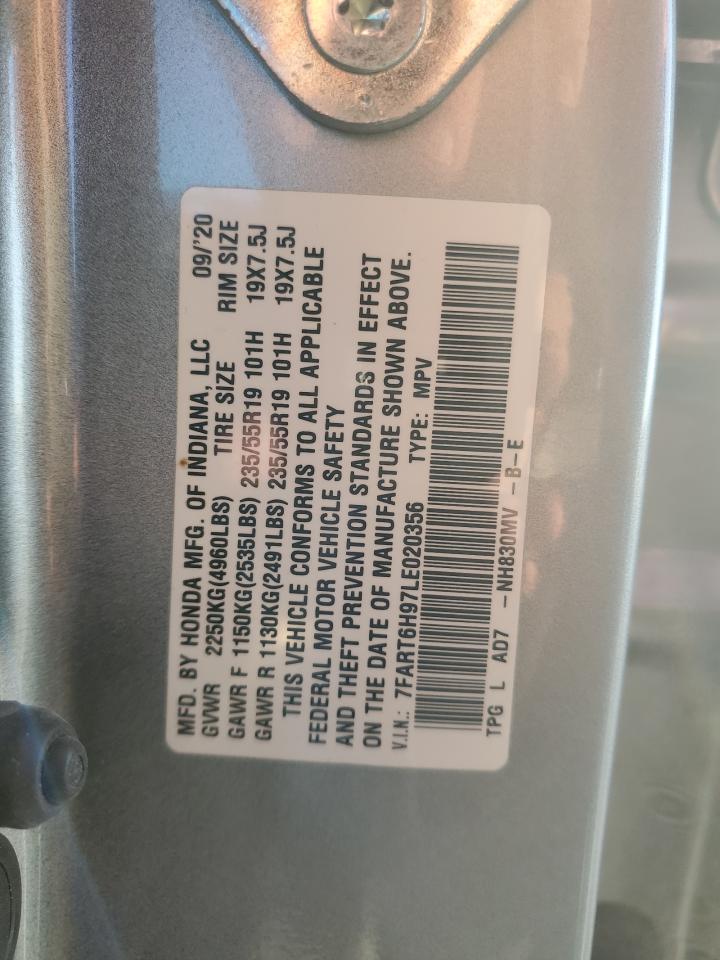 MFD. BY HONDA MFG. OF INDIANA, LLC 09/'20
GVWR 2250KG(4960LBS) TIRE SIZE RIM SIZE
GAWR F 1150KG(2535LBS) 235/55R19 101H 19X7.5J
GAWR R 1130KG(2491LBS) 235/55R19 101H 19X7.5J
THIS VEHICLE CONFORMS TO ALL APPLICABLE
FEDERAL MOTOR VEHICLE SAFETY
AND THEFT PREVENTION STANDARDS IN EFFECT
ON THE DATE OF MANUFACTURE SHOWN ABOVE.
V.I.N.: 7FART6H97LE020356 TYPE: MPV
TPG L AD7 -NH830MV -B-E